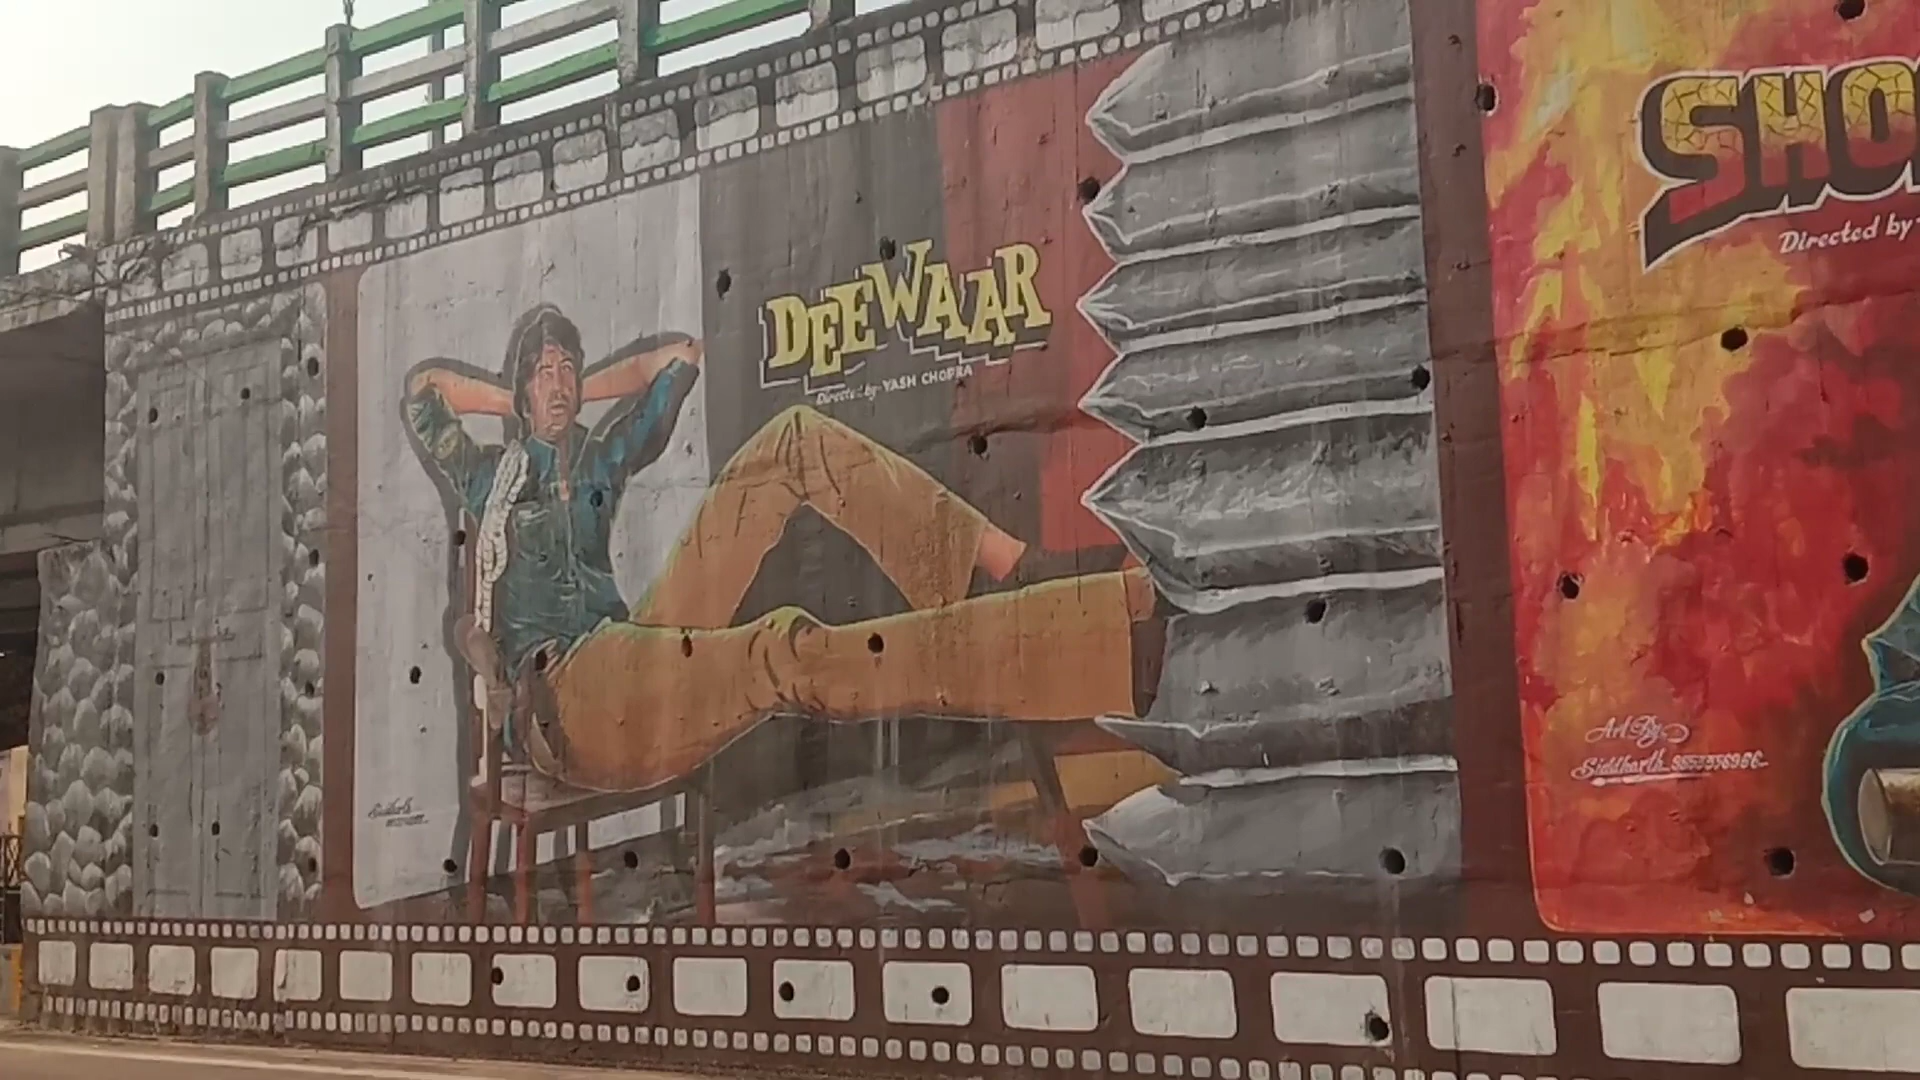 DEEWAAR
Directed by YASH CHOPRA
SHO
Directed by
Art By
Siddharth